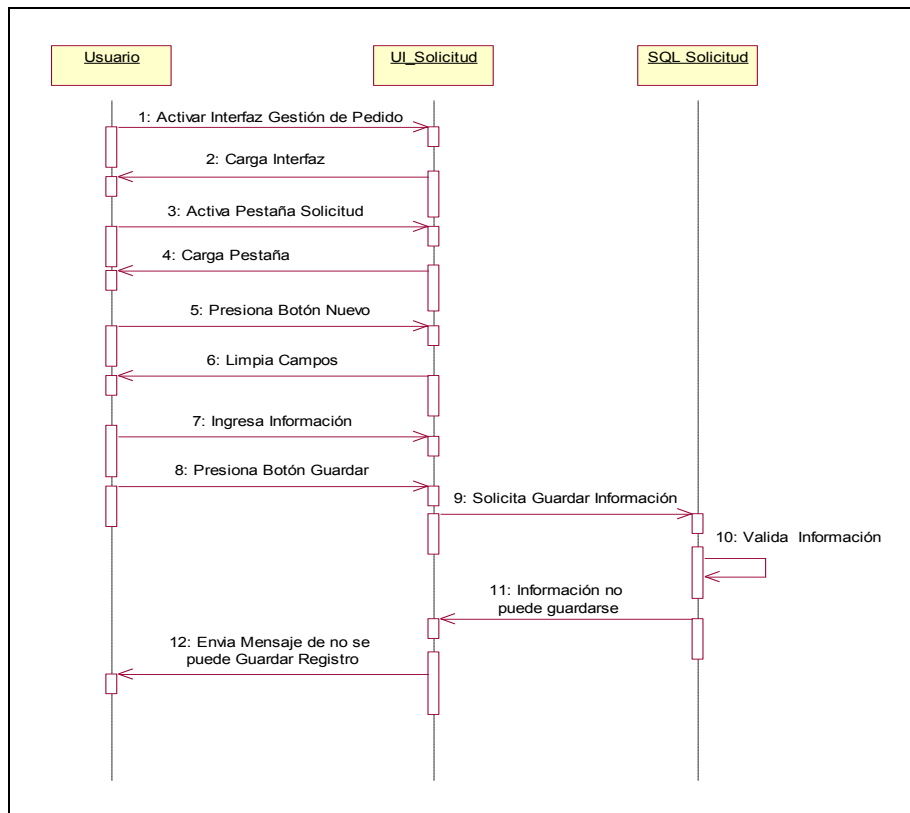 Usuario
UI_Solicitud
SQL Solicitud
1: Activar Interfaz Gestión de Pedido
2: Carga Interfaz
3: Activa Pestaña Solicitud
4: Carga Pestaña
5: Presiona Botón Nuevo
6: Limpia Campos
7: Ingresa Información
8: Presiona Botón Guardar
9: Solicita Guardar Información
10: Valida Información
11: Información no
puede guardarse
12: Envia Mensaje de no se
puede Guardar Registro